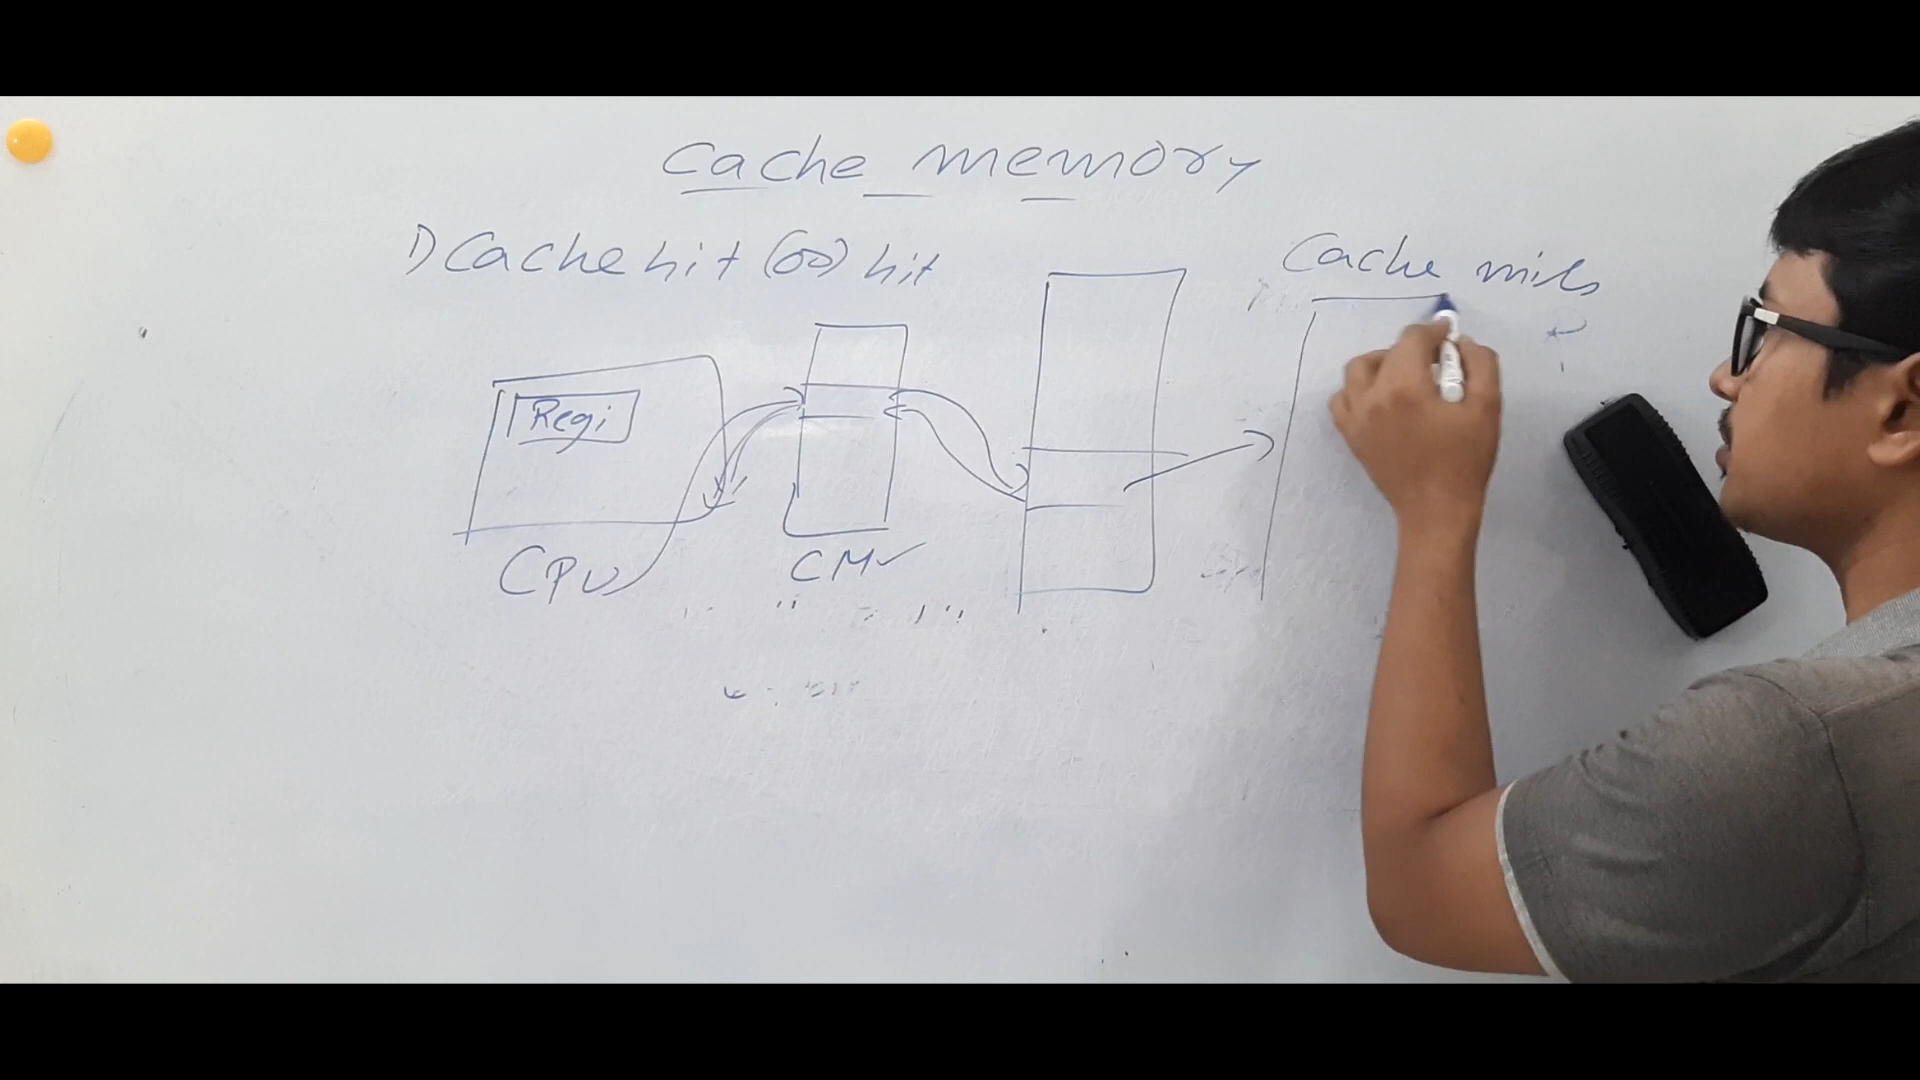 Cache memory
1) Cache hit (or) hit
Cache miss
Regi
CPU
CM